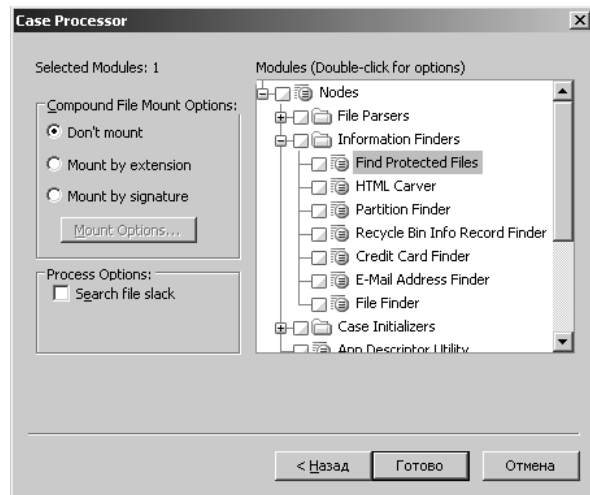 Case Processor
Selected Modules: 1
Compound File Mount Options:
Don't mount
Mount by extension
Mount by signature
Mount Options...
Process Options:
Search file slack
Modules (Double-click for options)
Nodes
File Parsers
Information Finders
Find Protected Files
HTML Carver
Partition Finder
Recycle Bin Info Record Finder
Credit Card Finder
E-Mail Address Finder
File Finder
Case Initializers
App Descriptor Utility
< Назад
Готово
Отмена